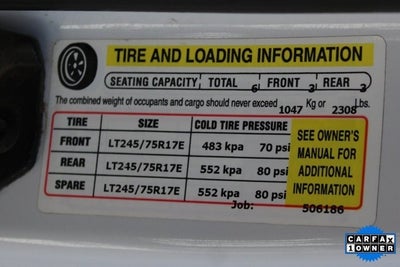 TIRE AND LOADING INFORMATION
SEATING CAPACITY TOTAL 6 FRONT 3 REAR 3
The combined weight of occupants and cargo should never exceed 1047 Kg or 2308 Lbs.
TIRE SIZE COLD TIRE PRESSURE
FRONT LT245/75R17E 483 kpa 70 psi
REAR LT245/75R17E 552 kpa 80 psi
SPARE LT245/75R17E 552 kpa 80 psi
SEE OWNER'S
MANUAL FOR
ADDITIONAL
INFORMATION
Job: 506186
CARFAX
1 OWNER